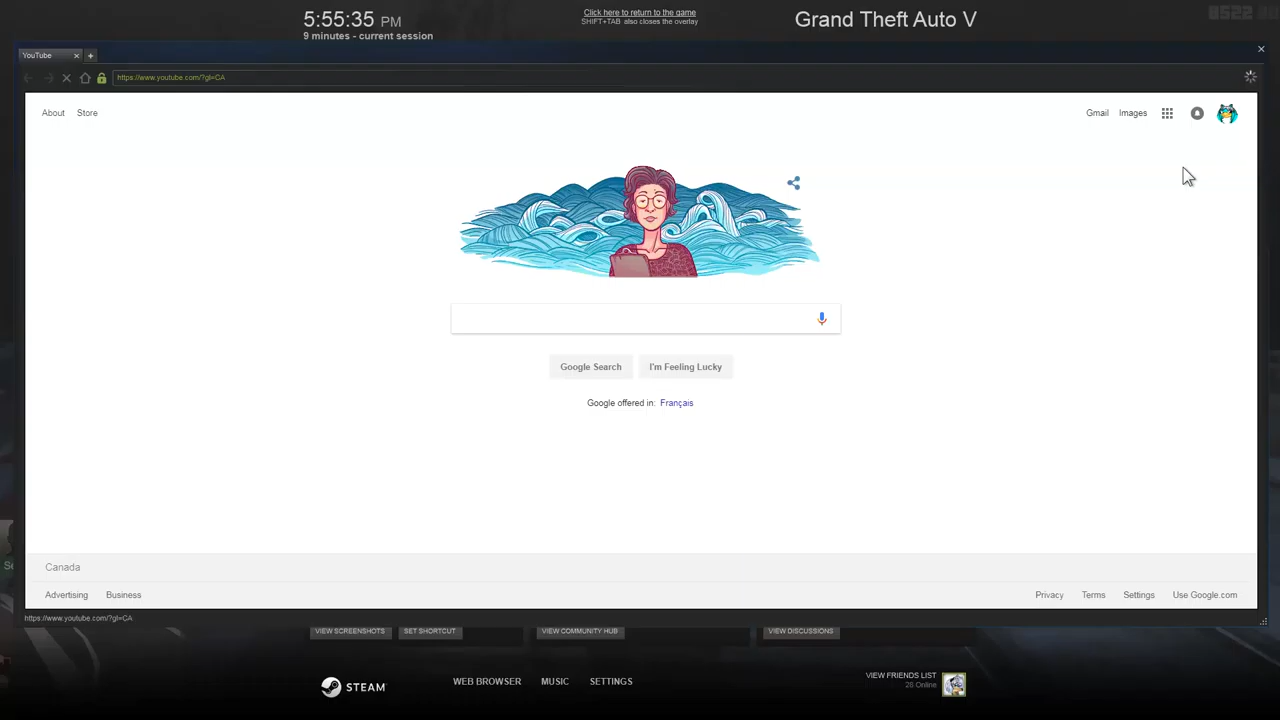 5:55:35 PM
9 minutes - current session
Click here to return to the game
SHIFT+TAB also closes the overlay
Grand Theft Auto V
YouTube
https://www.youtube.com/?gl=CA
About Store
Gmail Images
Google Search I'm Feeling Lucky
Google offered in: Français
Canada
Advertising Business
Privacy Terms Settings Use Google.com
https://www.youtube.com/?gl=CA
VIEW SCREENSHOTS SET SHORTCUT VIEW COMMUNITY HUB VIEW DISCUSSIONS
STEAM
WEB BROWSER MUSIC SETTINGS
VIEW FRIENDS LIST
28 Online